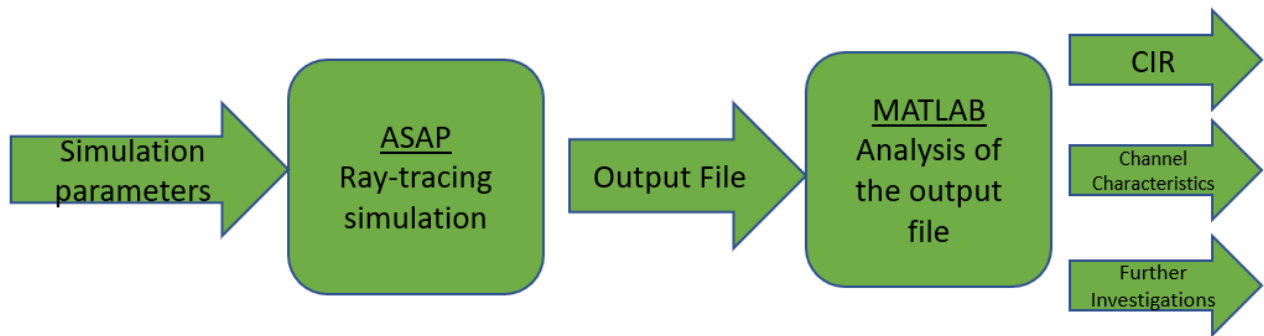 Simulation
parameters
ASAP
Ray-tracing
simulation
Output File
MATLAB
Analysis of
the output
file
CIR
Channel
Characteristics
Further
Investigations